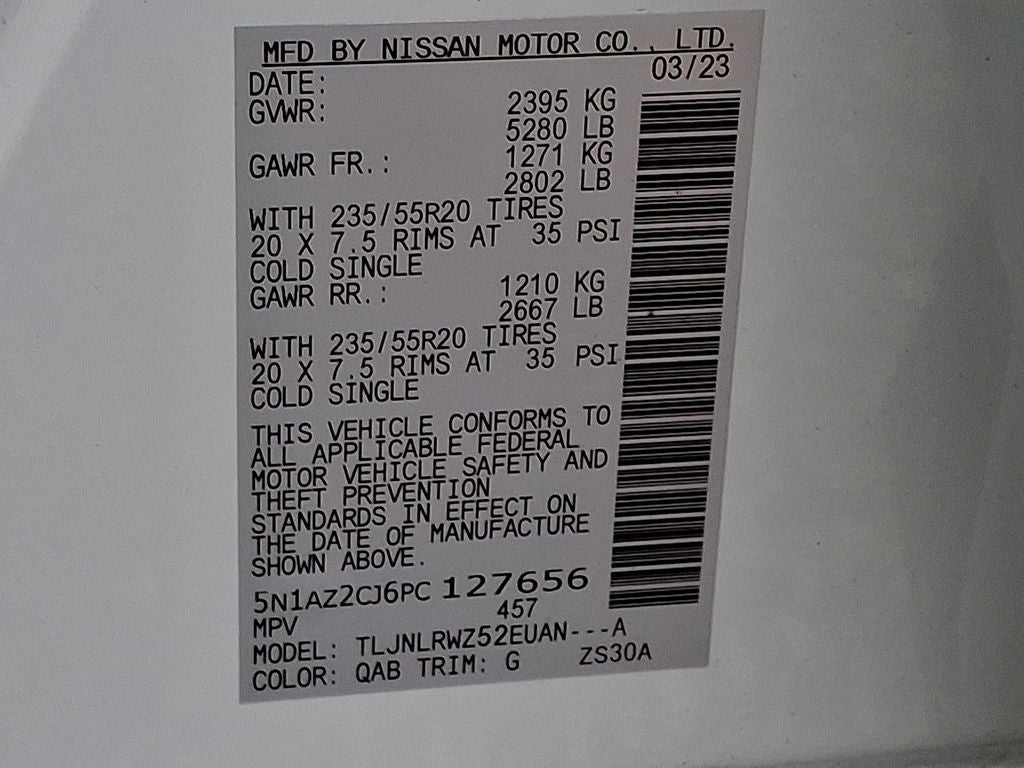 MFD BY NISSAN MOTOR CO., LTD.
DATE: 03/23
GVWR: 2395 KG
5280 LB
GAWR FR.: 1271 KG
2802 LB
WITH 235/55R20 TIRES
20 X 7.5 RIMS AT 35 PSI
COLD SINGLE
GAWR RR.: 1210 KG
2667 LB
WITH 235/55R20 TIRES
20 X 7.5 RIMS AT 35 PSI
COLD SINGLE
THIS VEHICLE CONFORMS TO
ALL APPLICABLE FEDERAL
MOTOR VEHICLE SAFETY AND
THEFT PREVENTION
STANDARDS IN EFFECT ON
THE DATE OF MANUFACTURE
SHOWN ABOVE.
5N1AZ2CJ6PC 127656
MPV 457
MODEL: TLJNLRWZ52EUAN---A
COLOR: QAB TRIM: G ZS30A